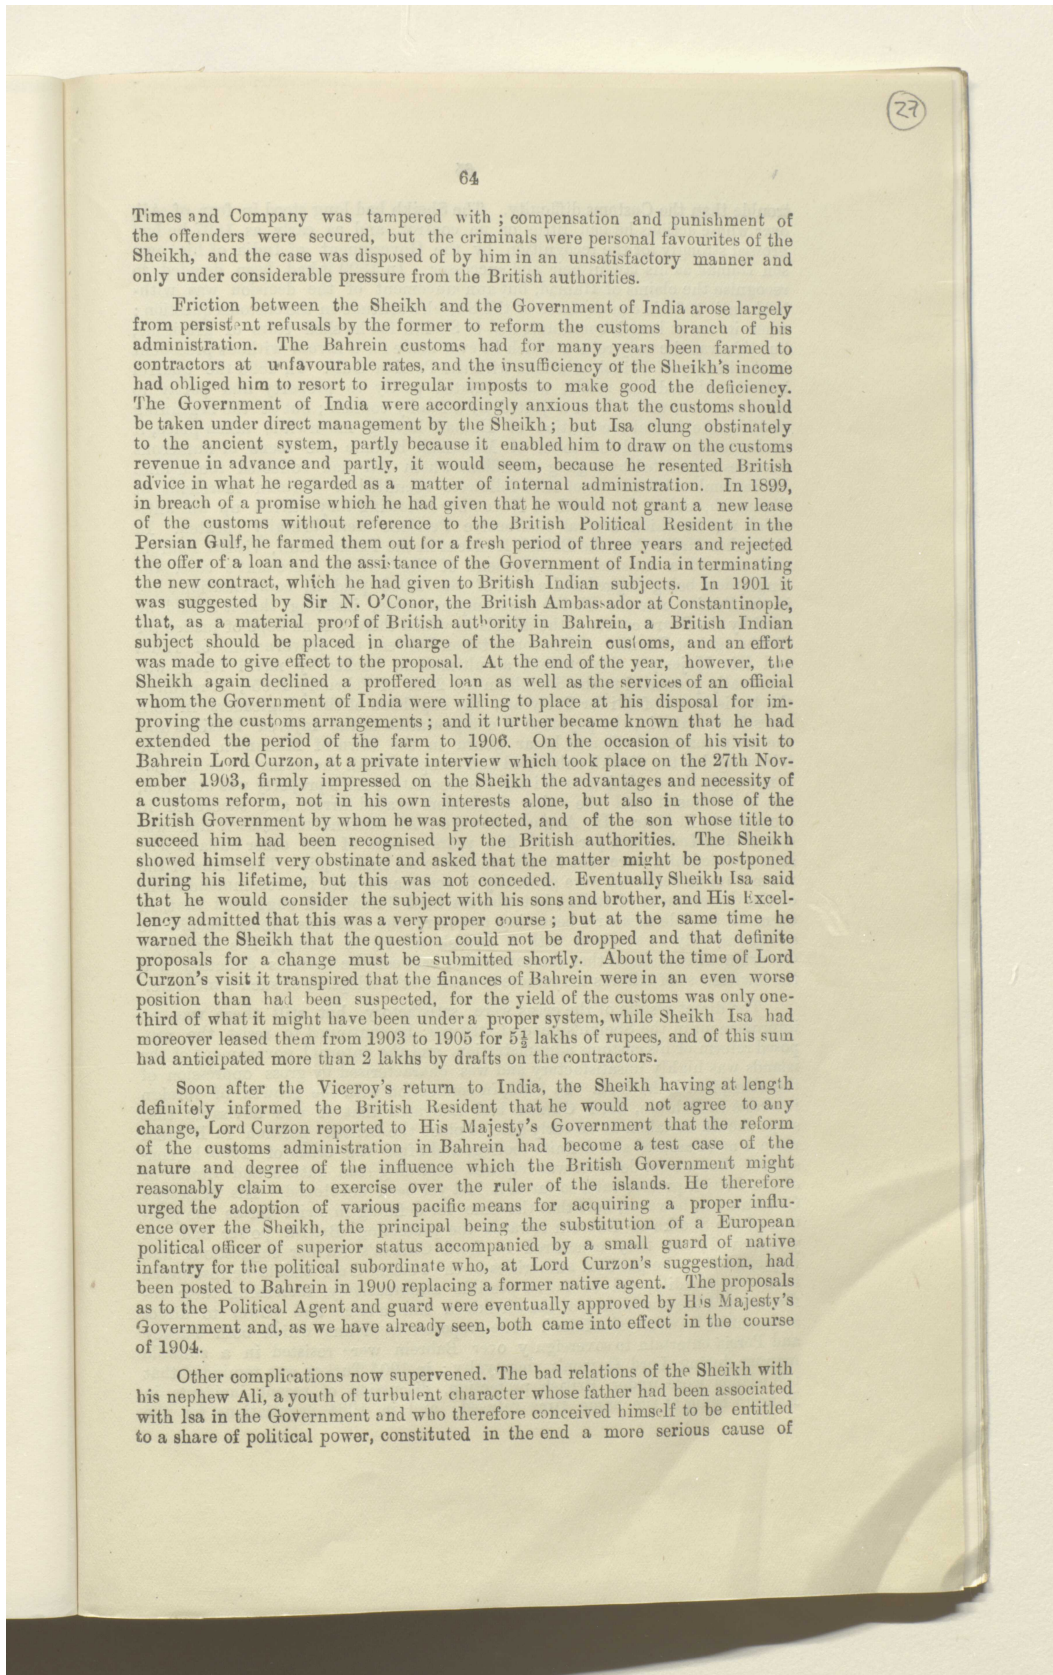 27
64
Times and Company was tampered with ; compensation and punishment of
the offenders were secured, but the criminals were personal favourites of the
Sheikh, and the case was disposed of by him in an unsatisfactory manner and
only under considerable pressure from the British authorities.
Friction between the Sheikh and the Government of India arose largely
from persistent refusals by the former to reform the customs branch of his
administration. The Bahrein customs had for many years been farmed to
contractors at unfavourable rates, and the insufficiency of the Sheikh's income
had obliged him to resort to irregular imposts to make good the deficiency.
The Government of India were accordingly anxious that the customs should
be taken under direct management by the Sheikh; but Isa clung obstinately
to the ancient system, partly because it enabled him to draw on the customs
revenue in advance and partly, it would seem, because he resented British
advice in what he regarded as a matter of internal administration. In 1899,
in breach of a promise which he had given that he would not grant a new lease
of the customs without reference to the British Political Resident in the
Persian Gulf, he farmed them out for a fresh period of three years and rejected
the offer of a loan and the assistance of the Government of India in terminating
the new contract, which he had given to British Indian subjects. In 1901 it
was suggested by Sir N. O'Conor, the British Ambassador at Constantinople,
that, as a material proof of British authority in Bahrein, a British Indian
subject should be placed in charge of the Bahrein customs, and an effort
was made to give effect to the proposal. At the end of the year, however, the
Sheikh again declined a proffered loan as well as the services of an official
whom the Government of India were willing to place at his disposal for im-
proving the customs arrangements ; and it further became known that he had
extended the period of the farm to 1906. On the occasion of his visit to
Bahrein Lord Curzon, at a private interview which took place on the 27th Nov-
ember 1903, firmly impressed on the Sheikh the advantages and necessity of
a customs reform, not in his own interests alone, but also in those of the
British Government by whom he was protected, and of the son whose title to
succeed him had been recognised by the British authorities. The Sheikh
showed himself very obstinate and asked that the matter might be postponed
during his lifetime, but this was not conceded. Eventually Sheikh Isa said
that he would consider the subject with his sons and brother, and His Excel-
lency admitted that this was a very proper course ; but at the same time he
warned the Sheikh that the question could not be dropped and that definite
proposals for a change must be submitted shortly. About the time of Lord
Curzon's visit it transpired that the finances of Bahrein were in an even worse
position than had been suspected, for the yield of the customs was only one-
third of what it might have been under a proper system, while Sheikh Isa had
moreover leased them from 1903 to 1905 for 5½ lakhs of rupees, and of this sum
had anticipated more than 2 lakhs by drafts on the contractors.
Soon after the Viceroy's return to India, the Sheikh having at length
definitely informed the British Resident that he would not agree to any
change, Lord Curzon reported to His Majesty's Government that the reform
of the customs administration in Bahrein had become a test case of the
nature and degree of the influence which the British Government might
reasonably claim to exercise over the ruler of the islands. He therefore
urged the adoption of various pacific means for acquiring a proper influ-
ence over the Sheikh, the principal being the substitution of a European
political officer of superior status accompanied by a small guard of native
infantry for the political subordinate who, at Lord Curzon's suggestion, had
been posted to Bahrein in 1900 replacing a former native agent. The proposals
as to the Political Agent and guard were eventually approved by His Majesty's
Government and, as we have already seen, both came into effect in the course
of 1904.
Other complications now supervened. The bad relations of the Sheikh with
his nephew Ali, a youth of turbulent character whose father had been associated
with Isa in the Government and who therefore conceived himself to be entitled
to a share of political power, constituted in the end a more serious cause of